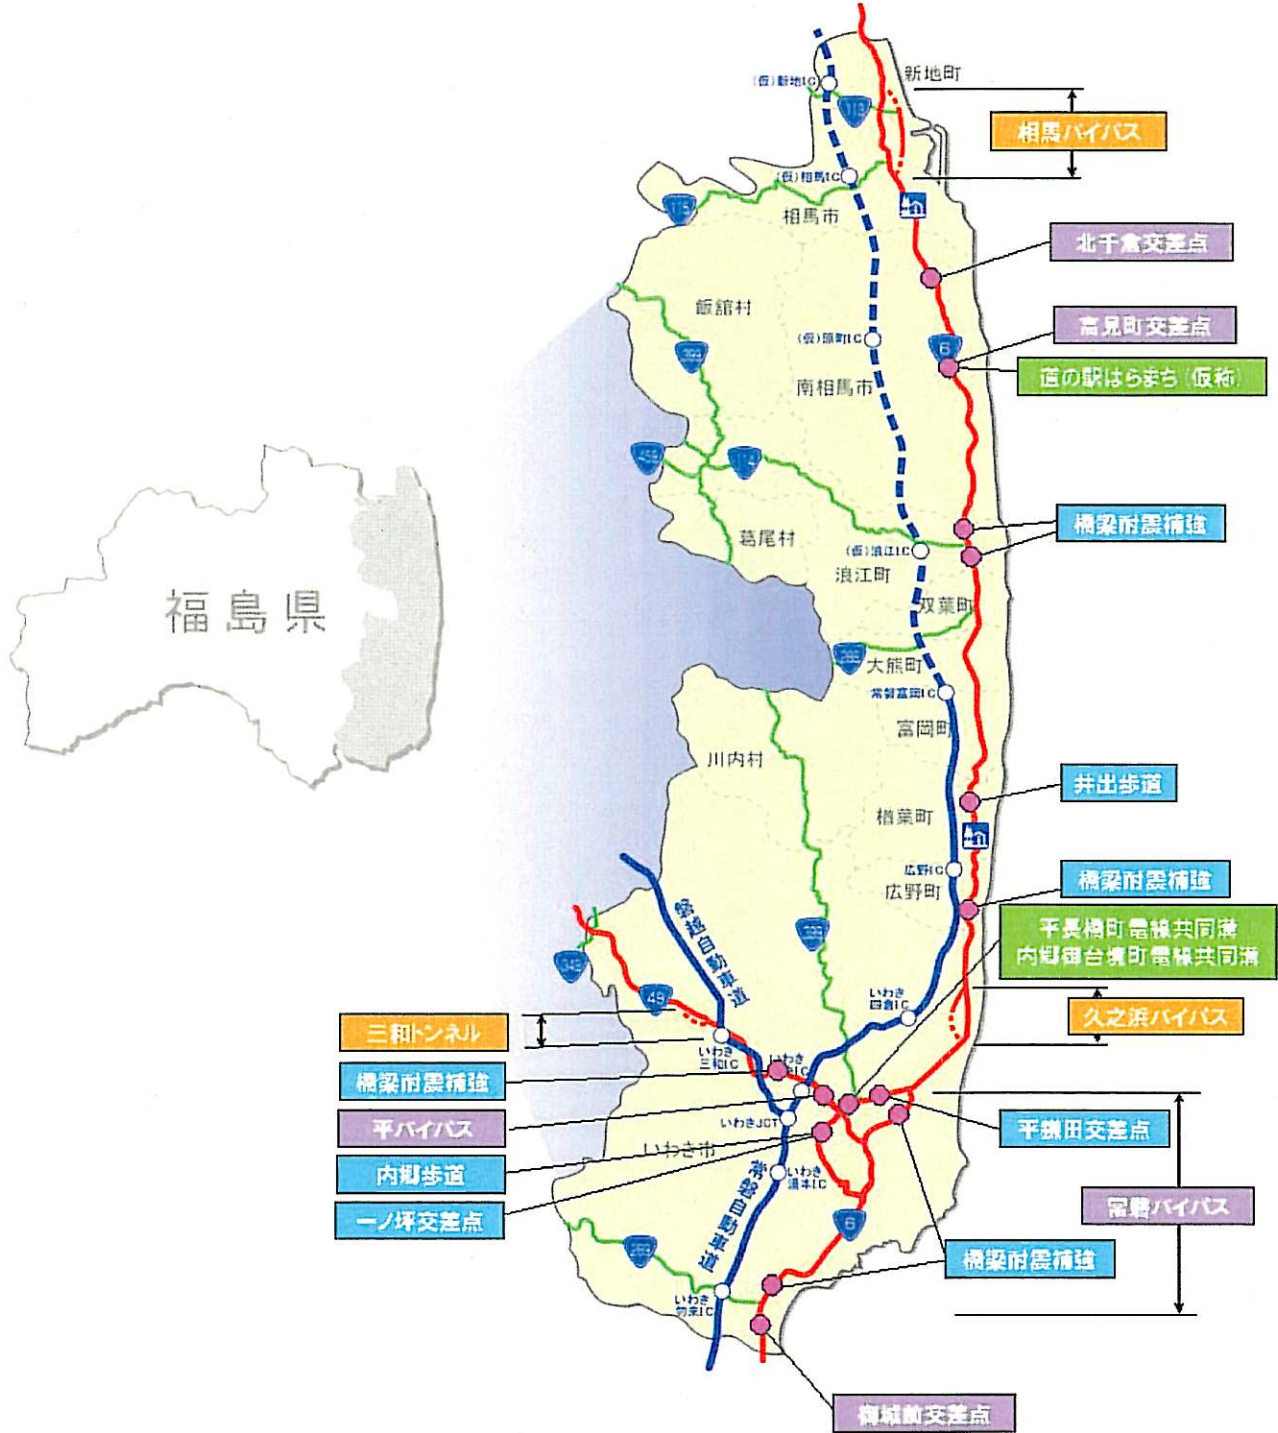 新地町
(仮)新地IC
113
相馬バイパス
(仮)相馬IC
115
相馬市
北千倉交差点
飯舘村
高見町交差点
(仮)原町IC
6
399
道の駅はらまち(仮称)
南相馬市
459
114
橋梁耐震補強
葛尾村
(仮)浪江IC
浪江町
双葉町
福島県
288
大熊町
常磐富岡IC
富岡町
川内村
井出歩道
楢葉町
広野IC
橋梁耐震補強
広野町
磐越自動車道
399
平長橋町電線共同溝
内郷御台境町電線共同溝
349
49
いわき
四倉IC
久之浜バイパス
三和トンネル
いわき
三和IC
いわき
橋梁耐震補強
平バイパス
いわきJCT
平鎌田交差点
いわき市
内郷歩道
いわき
湯本IC
常磐自動車道
常磐バイパス
一ノ坪交差点
6
289
橋梁耐震補強
いわき
勿来IC
御城前交差点